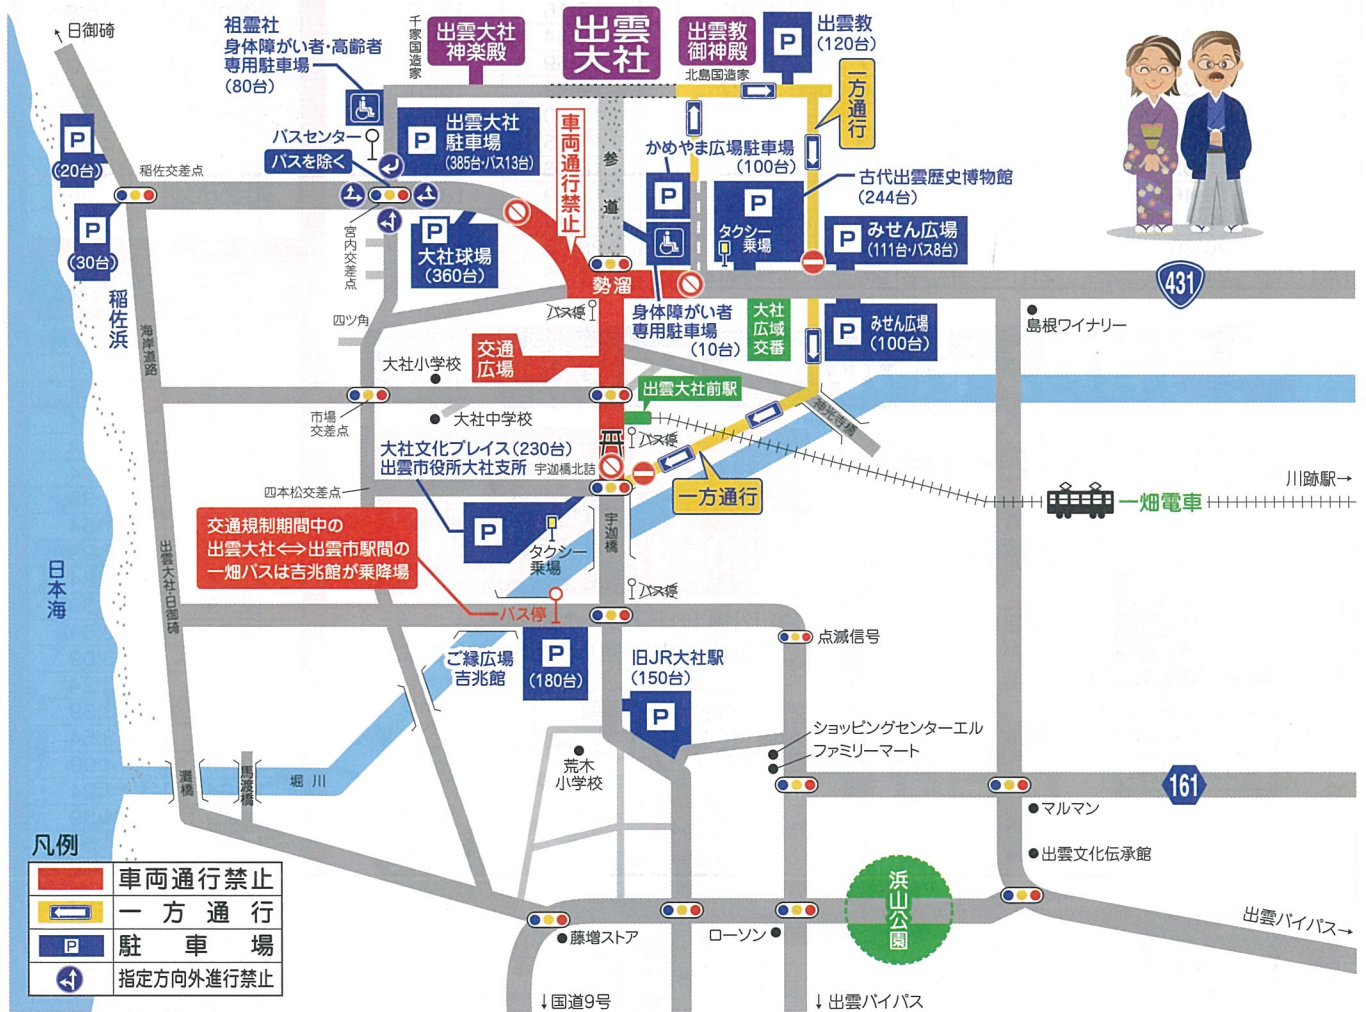 ↑日御碕
祖霊社
身体障がい者・高齢者
専用駐車場
(80台)
千家国造家
出雲大社
神楽殿
出雲
大社
出雲教
御神殿
北島国造家
P
出雲教
(120台)
一方通行
バスセンター
バスを除く
P
出雲大社
駐車場
(385台・バス13台)
車両通行禁止
参道
かめやま広場駐車場
(100台)
P
P
タクシー
乗場
古代出雲歴史博物館
(244台)
P
みせん広場
(111台・バス8台)
P
(20台)
稲佐交差点
P
(30台)
稲佐浜
宮内交差点
P
大社球場
(360台)
勢溜
431
バス停
身体障がい者
専用駐車場
(10台)
大社
広域
交番
P
みせん広場
(100台)
島根ワイナリー
海岸道路
四ツ角
交通
広場
大社小学校
出雲大社前駅
神光寺橋
市場
交差点
大社中学校
バス停
大社文化プレイス(230台)
出雲市役所大社支所
宇迦橋北詰
一方通行
川跡駅→
一畑電車
四本松交差点
P
タクシー
乗場
宇迦橋
交通規制期間中の
出雲大社⇔出雲市駅間の
一畑バスは吉兆館が乗降場
日本海
出雲大社・日御碕
バス停
バス停
点滅信号
ご縁広場
吉兆館
P
(180台)
旧JR大社駅
(150台)
P
ショッピングセンターエル
ファミリーマート
荒木
小学校
灘橋
馬渡橋
堀川
161
マルマン
出雲文化伝承館
凡例
車両通行禁止
一方通行
P
駐車場
指定方向外進行禁止
浜山公園
藤増ストア
ローソン
出雲バイパス→
↓国道9号
↓出雲バイパス